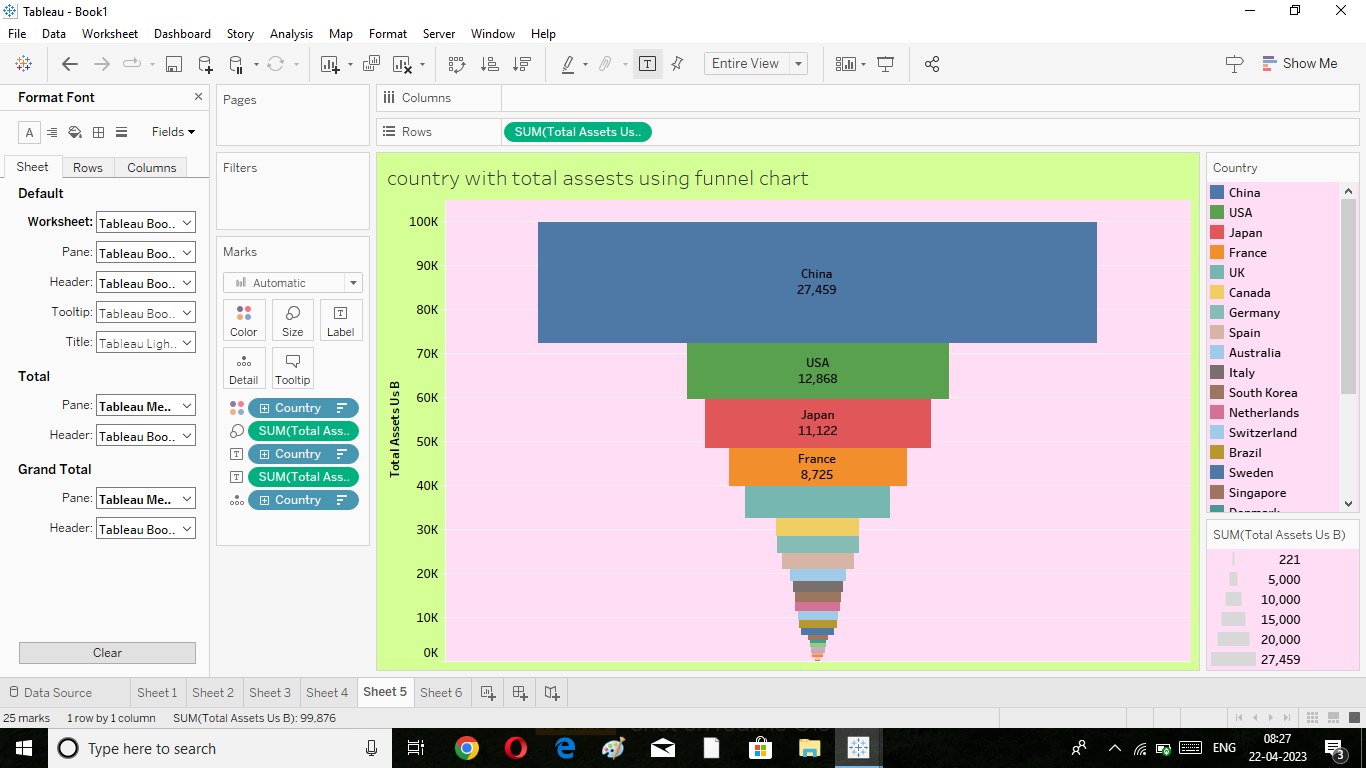 Tableau - Book1
File Data Worksheet Dashboard Story Analysis Map Format Server Window Help
Entire View
Show Me
Format Font
Fields
Sheet Rows Columns
Default
Worksheet: Tableau Boo..
Pane: Tableau Boo..
Header: Tableau Boo..
Tooltip: Tableau Boo..
Title: Tableau Ligh..
Total
Pane: Tableau Me..
Header: Tableau Boo..
Grand Total
Pane: Tableau Me..
Header: Tableau Boo..
Clear
Pages
Filters
Marks
Automatic
Color Size Label
Detail Tooltip
Country
SUM(Total Ass..
Country
SUM(Total Ass..
Country
Columns
Rows SUM(Total Assets Us..
country with total assests using funnel chart
Total Assets Us B
100K
90K
80K
70K
60K
50K
40K
30K
20K
10K
0K
China
27,459
USA
12,868
Japan
11,122
France
8,725
Country
China
USA
Japan
France
UK
Canada
Germany
Spain
Australia
Italy
South Korea
Netherlands
Switzerland
Brazil
Sweden
Singapore
Denmark
SUM(Total Assets Us B)
221
5,000
10,000
15,000
20,000
27,459
Data Source Sheet 1 Sheet 2 Sheet 3 Sheet 4 Sheet 5 Sheet 6
25 marks 1 row by 1 column SUM(Total Assets Us B): 99,876
Type here to search
ENG
08:27
22-04-2023
3